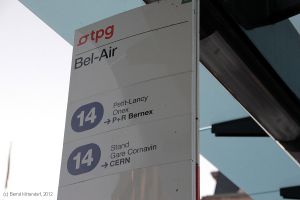 tpg
Bel-Air
14
Petit-Lancy
Onex
→ P+R Bernex
14
Stand
Gare Cornavin
→ CERN
(c) Bernd Kittendorf, 2012